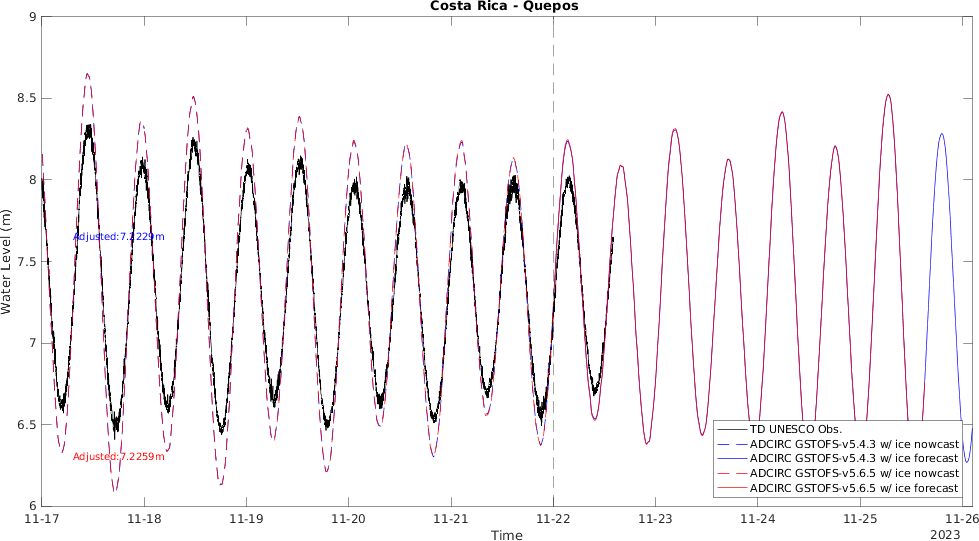 Costa Rica - Quepos
9
8.5
8
7.5
7
6.5
6
Water Level (m)
Adjusted:7.2229m
Adjusted:7.2259m
TD UNESCO Obs.
ADCIRC GSTOFS-v5.4.3 w/ ice nowcast
ADCIRC GSTOFS-v5.4.3 w/ ice forecast
ADCIRC GSTOFS-v5.6.5 w/ ice nowcast
ADCIRC GSTOFS-v5.6.5 w/ ice forecast
11-17 11-18 11-19 11-20 11-21 11-22 11-23 11-24 11-25 11-26
Time
2023